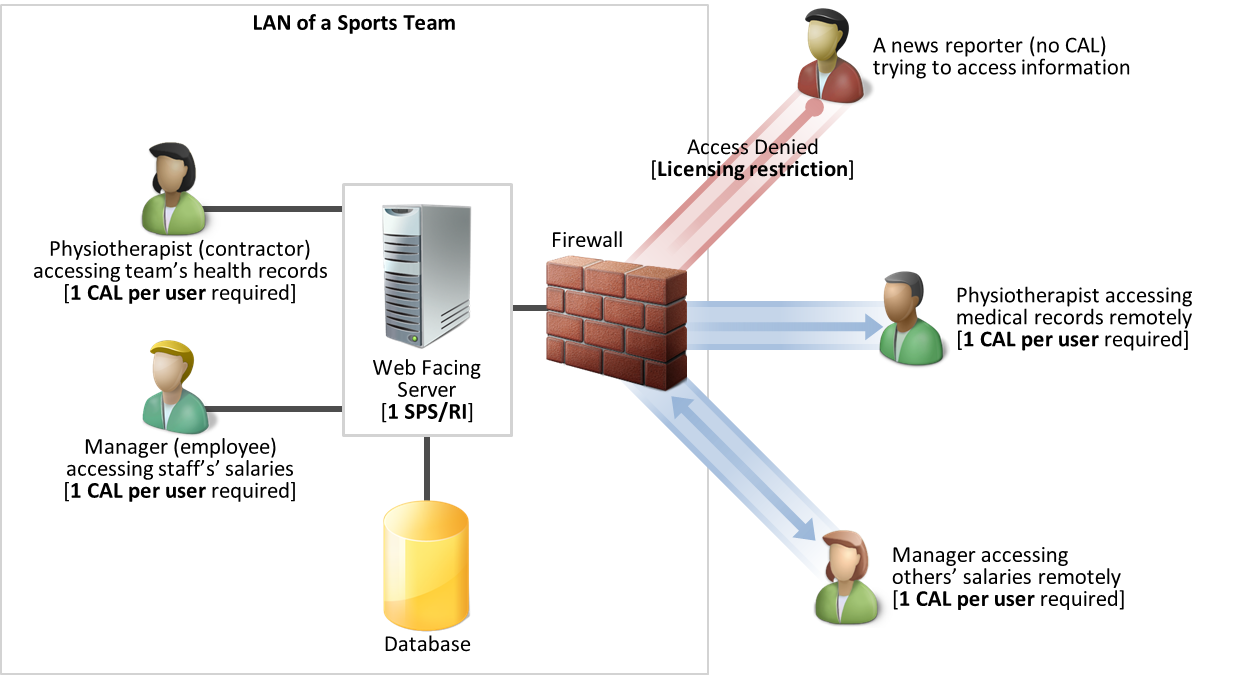 LAN of a Sports Team
A news reporter (no CAL)
trying to access information
Access Denied
[Licensing restriction]
Physiotherapist (contractor)
accessing team's health records
[1 CAL per user required]
Firewall
Physiotherapist accessing
medical records remotely
[1 CAL per user required]
Web Facing
Server
[1 SPS/RI]
Manager (employee)
accessing staff's' salaries
[1 CAL per user required]
Manager accessing
others' salaries remotely
[1 CAL per user required]
Database